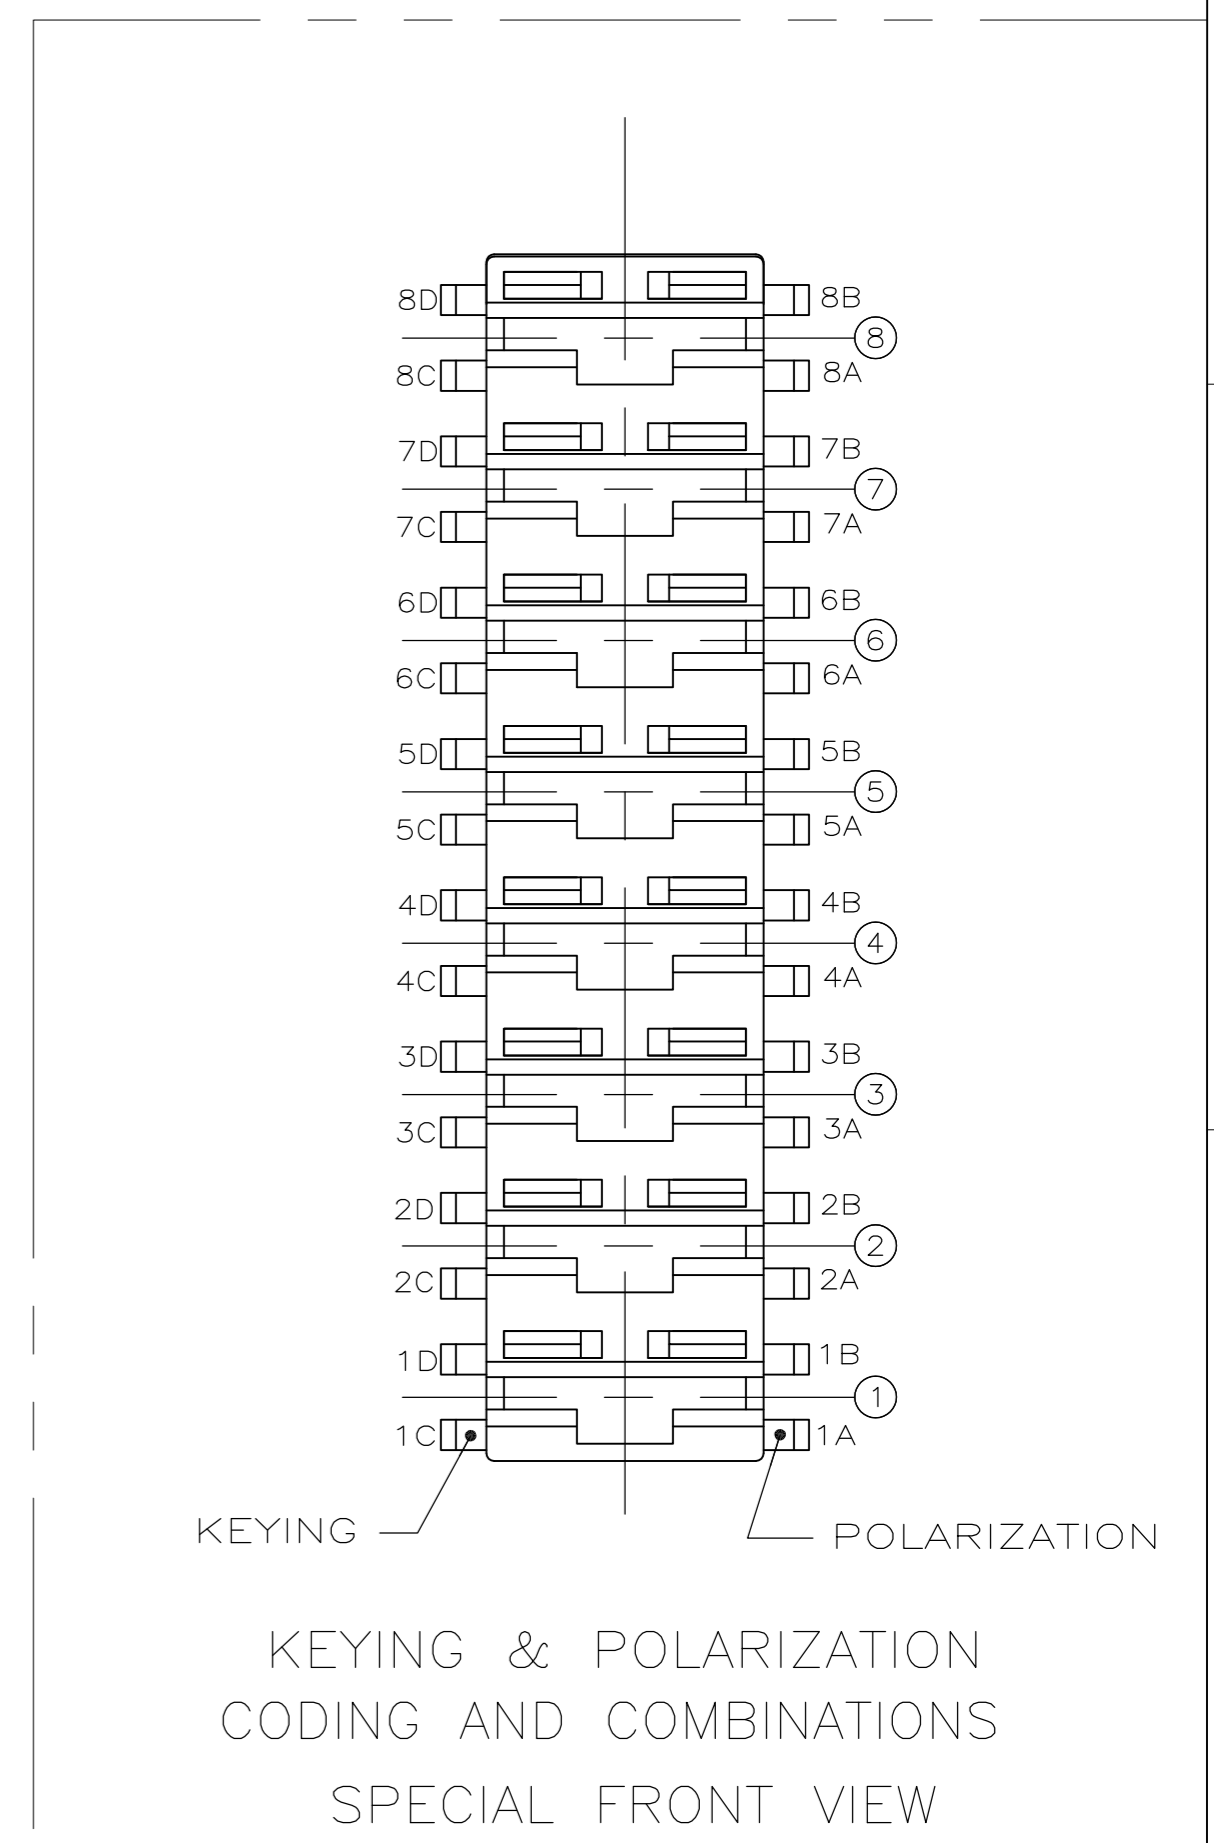 8D 8B
8
8C 8A
7D 7B
7
7C 7A
6D 6B
6
6C 6A
5D 5B
5
5C 5A
4D 4B
4
4C 4A
3D 3B
3
3C 3A
2D 2B
2
2C 2A
1D 1B
1
1C 1A
KEYING POLARIZATION
KEYING & POLARIZATION
CODING AND COMBINATIONS
SPECIAL FRONT VIEW